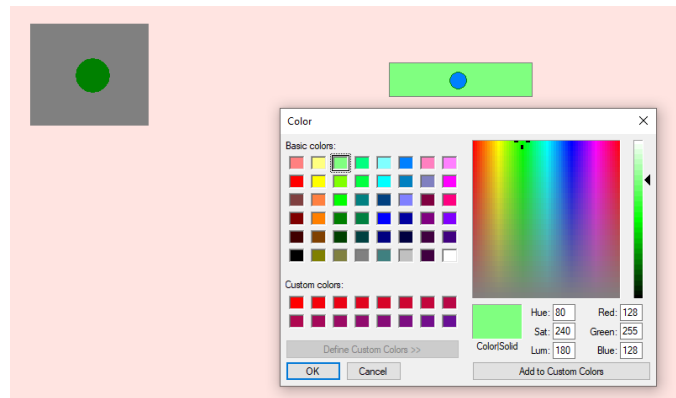 Color
Basic colors:
Custom colors:
Define Custom Colors >>
OK Cancel
Color|Solid
Hue: 80 Red: 128
Sat: 240 Green: 255
Lum: 180 Blue: 128
Add to Custom Colors